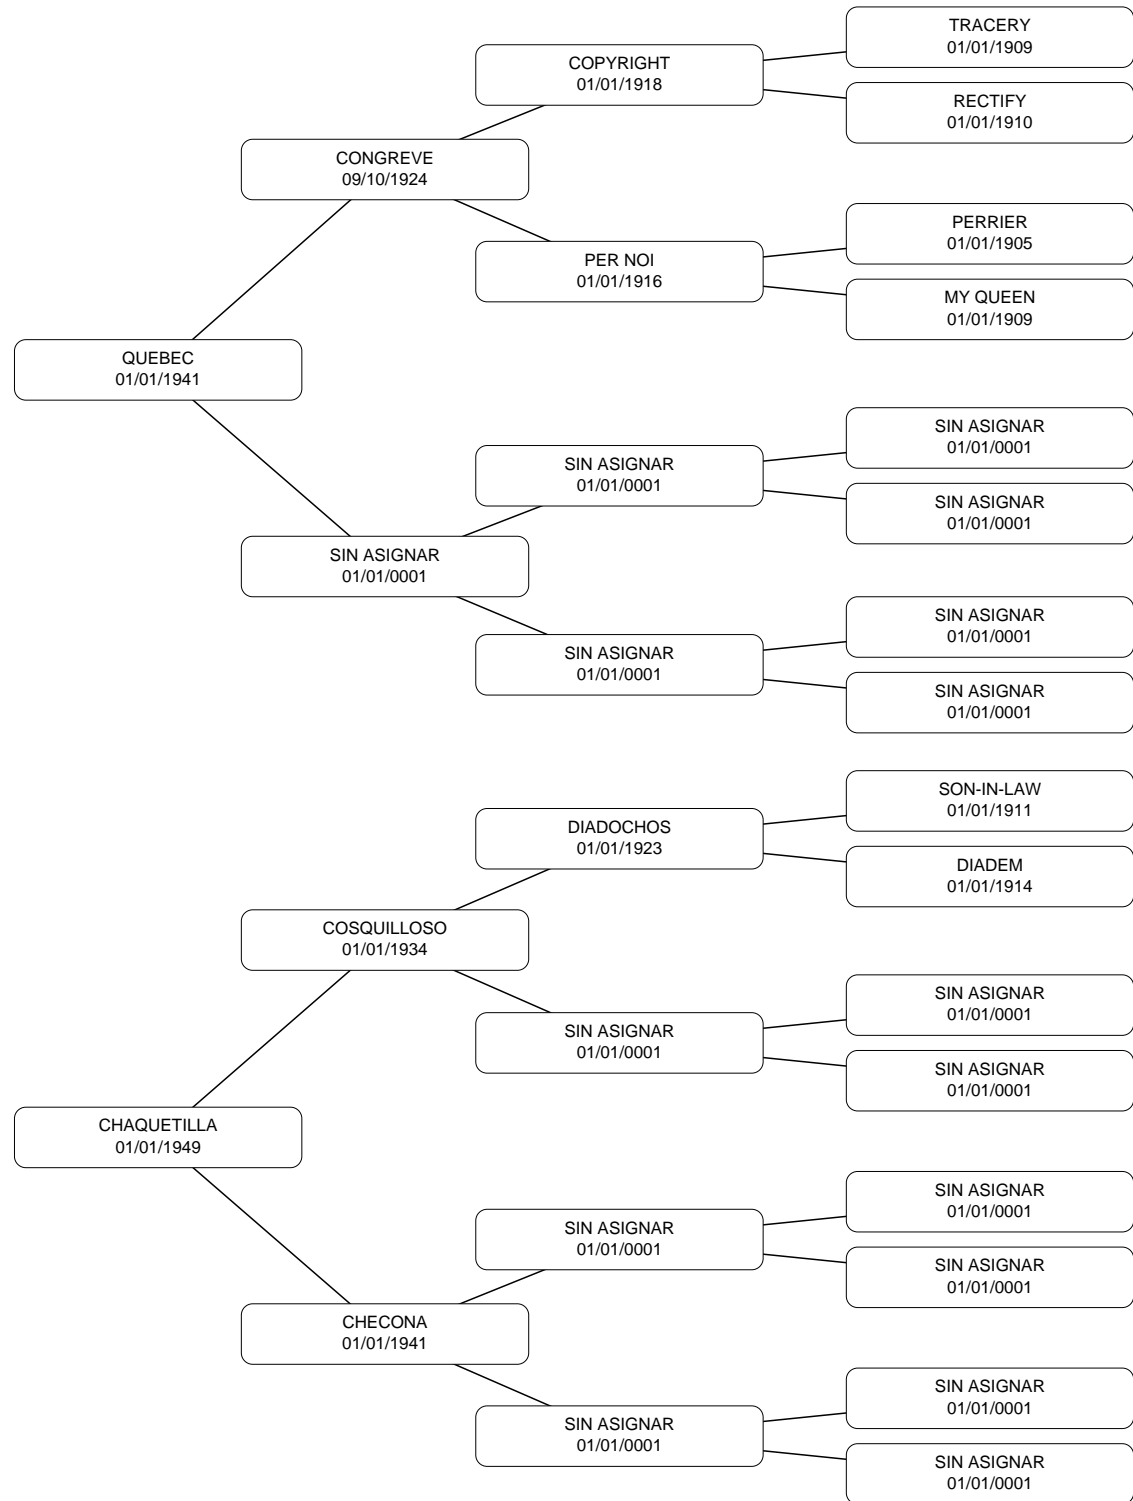 TRACERY
01/01/1909
COPYRIGHT
01/01/1918
RECTIFY
01/01/1910
CONGREVE
09/10/1924
PERRIER
01/01/1905
PER NOI
01/01/1916
MY QUEEN
01/01/1909
QUEBEC
01/01/1941
SIN ASIGNAR
01/01/0001
SIN ASIGNAR
01/01/0001
SIN ASIGNAR
01/01/0001
SIN ASIGNAR
01/01/0001
SIN ASIGNAR
01/01/0001
SIN ASIGNAR
01/01/0001
SIN ASIGNAR
01/01/0001
SON-IN-LAW
01/01/1911
DIADOCHOS
01/01/1923
DIADEM
01/01/1914
COSQUILLOSO
01/01/1934
SIN ASIGNAR
01/01/0001
SIN ASIGNAR
01/01/0001
SIN ASIGNAR
01/01/0001
CHAQUETILLA
01/01/1949
SIN ASIGNAR
01/01/0001
SIN ASIGNAR
01/01/0001
SIN ASIGNAR
01/01/0001
CHECONA
01/01/1941
SIN ASIGNAR
01/01/0001
SIN ASIGNAR
01/01/0001
SIN ASIGNAR
01/01/0001